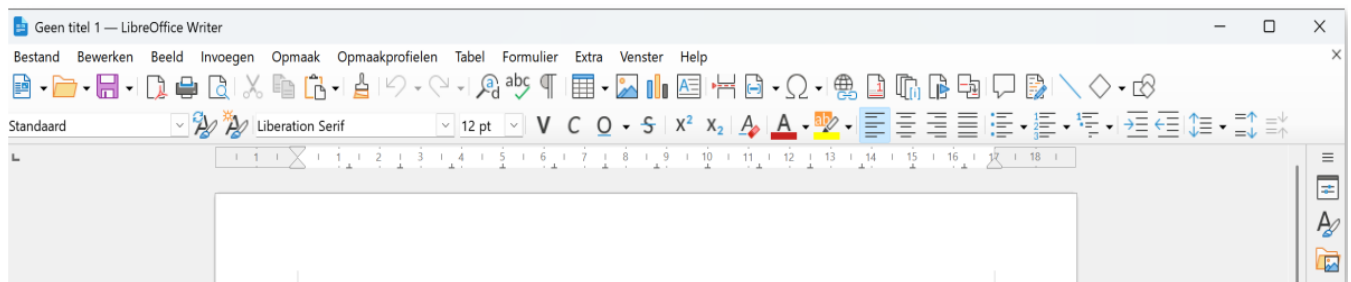 Geen titel 1 — LibreOffice Writer
Bestand Bewerken Beeld Invoegen Opmaak Opmaakprofielen Tabel Formulier Extra Venster Help
Standaard Liberation Serif 12 pt V C O S X² X₂ A A
1 1 2 3 4 5 6 7 8 9 10 11 12 13 14 15 16 17 18